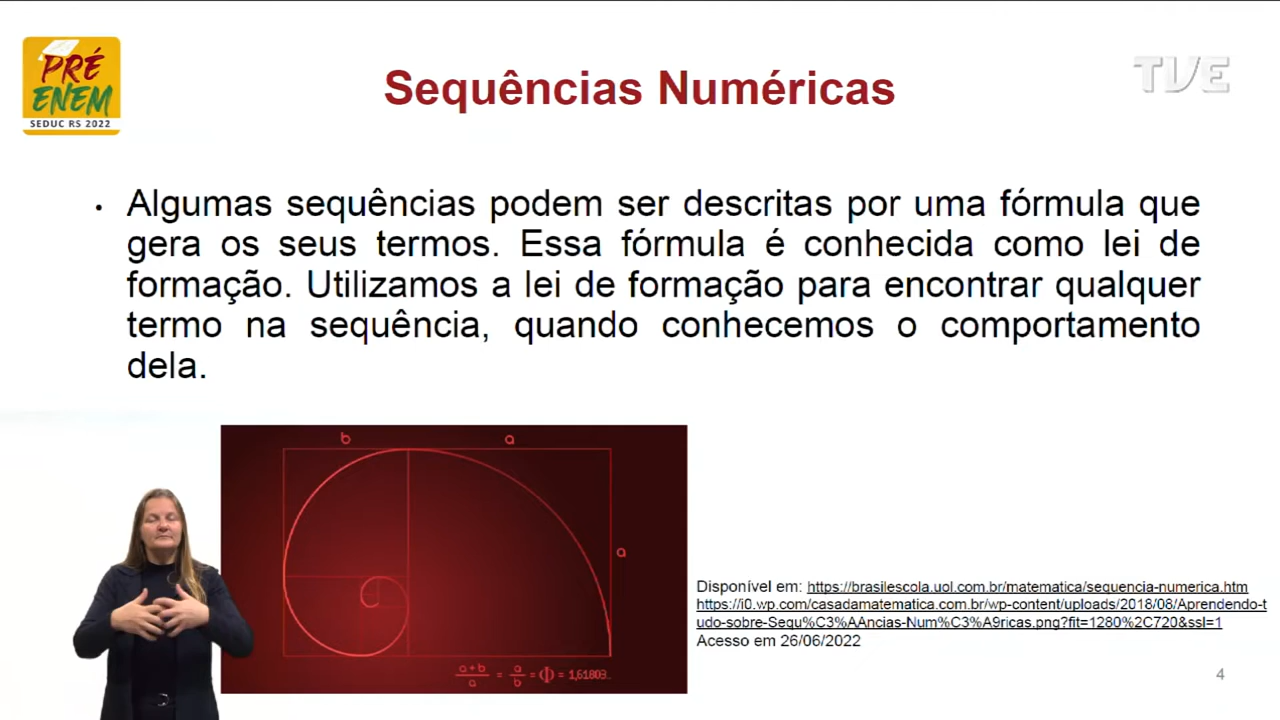 PRÉ
ENEM
SEDUC RS 2022
Sequências Numéricas
TVE
• Algumas sequências podem ser descritas por uma fórmula que
gera os seus termos. Essa fórmula é conhecida como lei de
formação. Utilizamos a lei de formação para encontrar qualquer
termo na sequência, quando conhecemos o comportamento
dela.
b a
a
a+b/a = a/b = Φ = 1,61803..
Disponível em: https://brasilescola.uol.com.br/matematica/sequencia-numerica.htm
https://i0.wp.com/casadamatematica.com.br/wp-content/uploads/2018/08/Aprendendo-t
udo-sobre-Sequ%C3%AAncias-Num%C3%A9ricas.png?fit=1280%2C720&ssl=1
Acesso em 26/06/2022
4